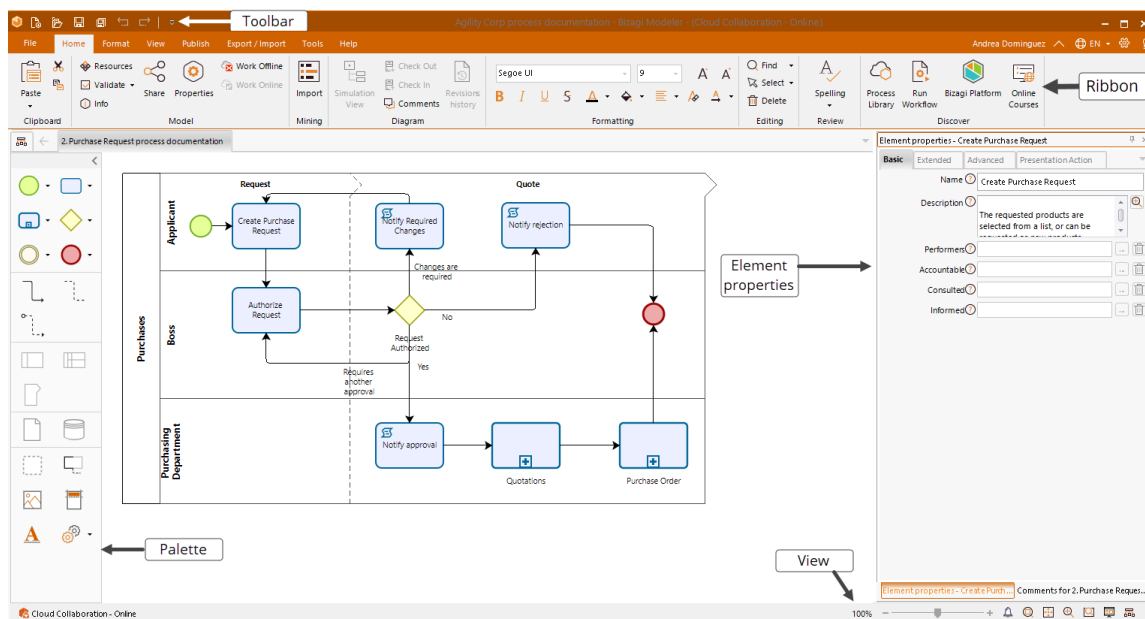 Toolbar
Agility Corp process documentation - Bizagi Modeler - (Cloud Collaboration - Online)
File Home Format View Publish Export / Import Tools Help
Andrea Dominguez EN
Paste
Clipboard
Resources
Validate
Info
Share
Properties
Work Offline
Work Online
Model
Import
Mining
Simulation
View
Check Out
Check In
Comments
Revisions
history
Diagram
Segoe UI 9
B I U S A
Formatting
Find
Select
Delete
Editing
Spelling
Review
Process
Library
Run
Workflow
Bizagi Platform
Online
Courses
Discover
Ribbon
2. Purchase Request process documentation
Purchases
Request
Quote
Applicant
Create Purchase
Request
Notify Required
Changes
Notify rejection
Changes are
required
Boss
Authorize
Request
No
Request
Authorized
Yes
Requires
another
approval
Purchasing
Department
Notify approval
Quotations
Purchase Order
Palette
Element
properties
View
Element properties - Create Purchase Request
Basic Extended Advanced Presentation Action
Name Create Purchase Request
Description
The requested products are
selected from a list, or can be
Performers
Accountable
Consulted
Informed
Element properties - Create Purch... Comments for 2. Purchase Reques...
Cloud Collaboration - Online
100%